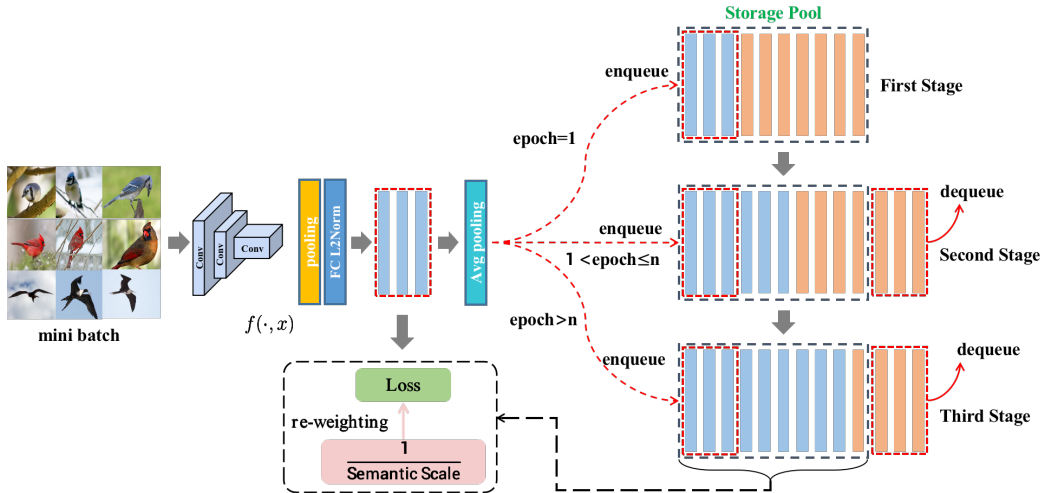 Storage Pool
enqueue
First Stage
epoch=1
dequeue
enqueue
1 <epoch≤n
Second Stage
Conv
Conv
Conv
pooling
FC L2Norm
Avg pooling
mini batch
f(·, x)
epoch>n
enqueue
dequeue
Third Stage
Loss
re-weighting
1
Semantic Scale